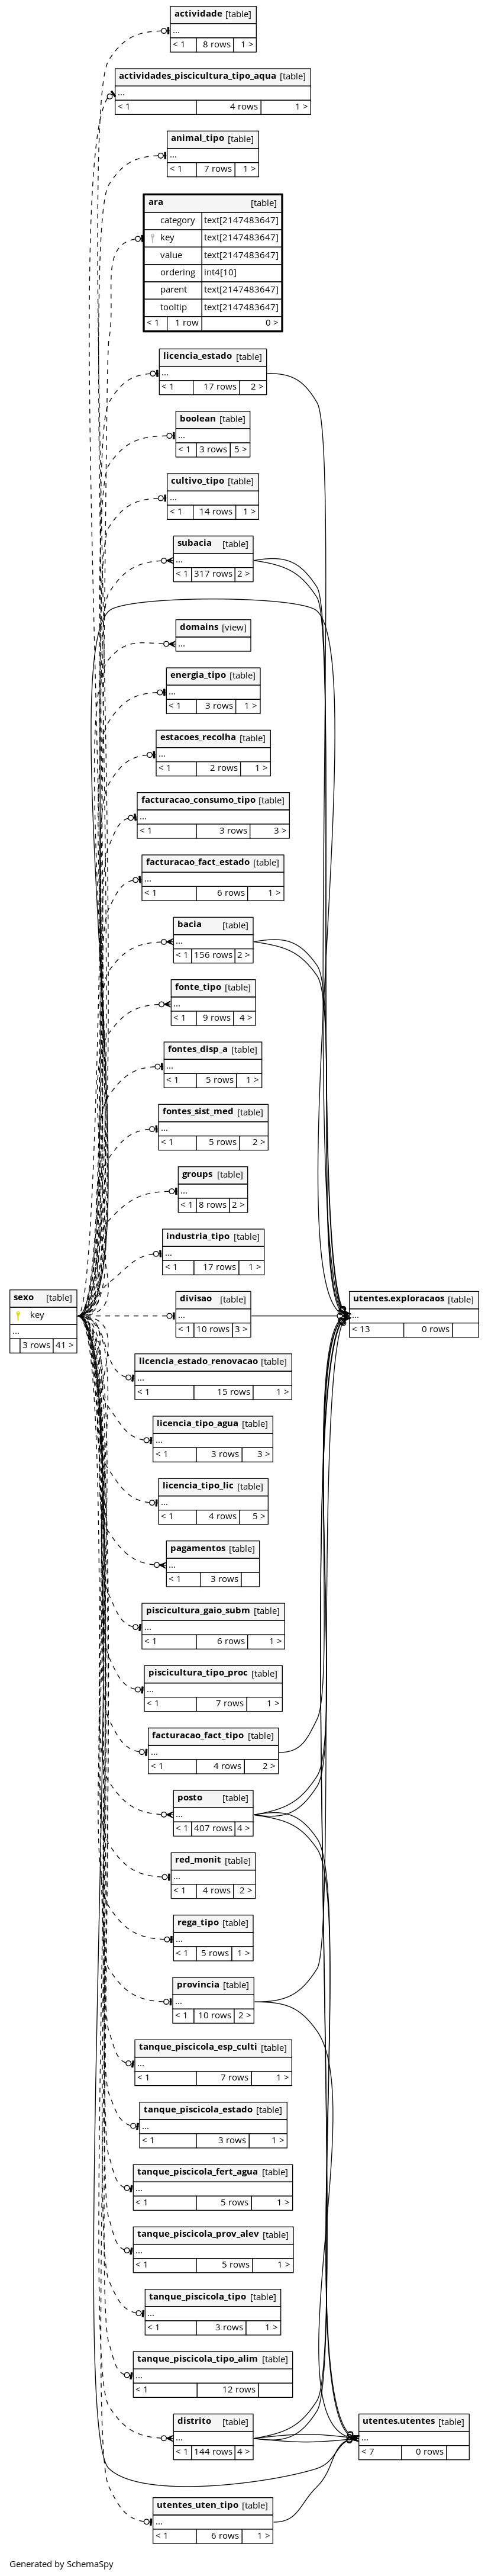 actividade [table]
...
< 1 8 rows 1 >
actividades_piscicultura_tipo_aqua [table]
...
< 1 4 rows 1 >
animal_tipo [table]
...
< 1 7 rows 1 >
ara [table]
category text[2147483647]
key text[2147483647]
value text[2147483647]
ordering int4[10]
parent text[2147483647]
tooltip text[2147483647]
< 1 1 row 0 >
licencia_estado [table]
...
< 1 17 rows 2 >
boolean [table]
...
< 1 3 rows 5 >
cultivo_tipo [table]
...
< 1 14 rows 1 >
subacia [table]
...
< 1 317 rows 2 >
domains [view]
...
energia_tipo [table]
...
< 1 3 rows 1 >
estacoes_recolha [table]
...
< 1 2 rows 1 >
facturacao_consumo_tipo [table]
...
< 1 3 rows 3 >
facturacao_fact_estado [table]
...
< 1 6 rows 1 >
bacia [table]
...
< 1 156 rows 2 >
fonte_tipo [table]
...
< 1 9 rows 4 >
fontes_disp_a [table]
...
< 1 5 rows 1 >
fontes_sist_med [table]
...
< 1 5 rows 2 >
groups [table]
...
< 1 8 rows 2 >
industria_tipo [table]
...
< 1 17 rows 1 >
sexo [table]
key
...
3 rows 41 >
divisao [table]
...
< 1 10 rows 3 >
utentes.exploracaos [table]
...
< 13 0 rows
licencia_estado_renovacao [table]
...
< 1 15 rows 1 >
licencia_tipo_agua [table]
...
< 1 3 rows 3 >
licencia_tipo_lic [table]
...
< 1 4 rows 5 >
pagamentos [table]
...
< 1 3 rows
piscicultura_gaio_subm [table]
...
< 1 6 rows 1 >
piscicultura_tipo_proc [table]
...
< 1 7 rows 1 >
facturacao_fact_tipo [table]
...
< 1 4 rows 2 >
posto [table]
...
< 1 407 rows 4 >
red_monit [table]
...
< 1 4 rows 2 >
rega_tipo [table]
...
< 1 5 rows 1 >
provincia [table]
...
< 1 10 rows 2 >
tanque_piscicola_esp_culti [table]
...
< 1 7 rows 1 >
tanque_piscicola_estado [table]
...
< 1 3 rows 1 >
tanque_piscicola_fert_agua [table]
...
< 1 5 rows 1 >
tanque_piscicola_prov_alev [table]
...
< 1 5 rows 1 >
tanque_piscicola_tipo [table]
...
< 1 3 rows 1 >
tanque_piscicola_tipo_alim [table]
...
< 1 12 rows
distrito [table]
...
< 1 144 rows 4 >
utentes.utentes [table]
...
< 7 0 rows
utentes_uten_tipo [table]
...
< 1 6 rows 1 >
Generated by SchemaSpy